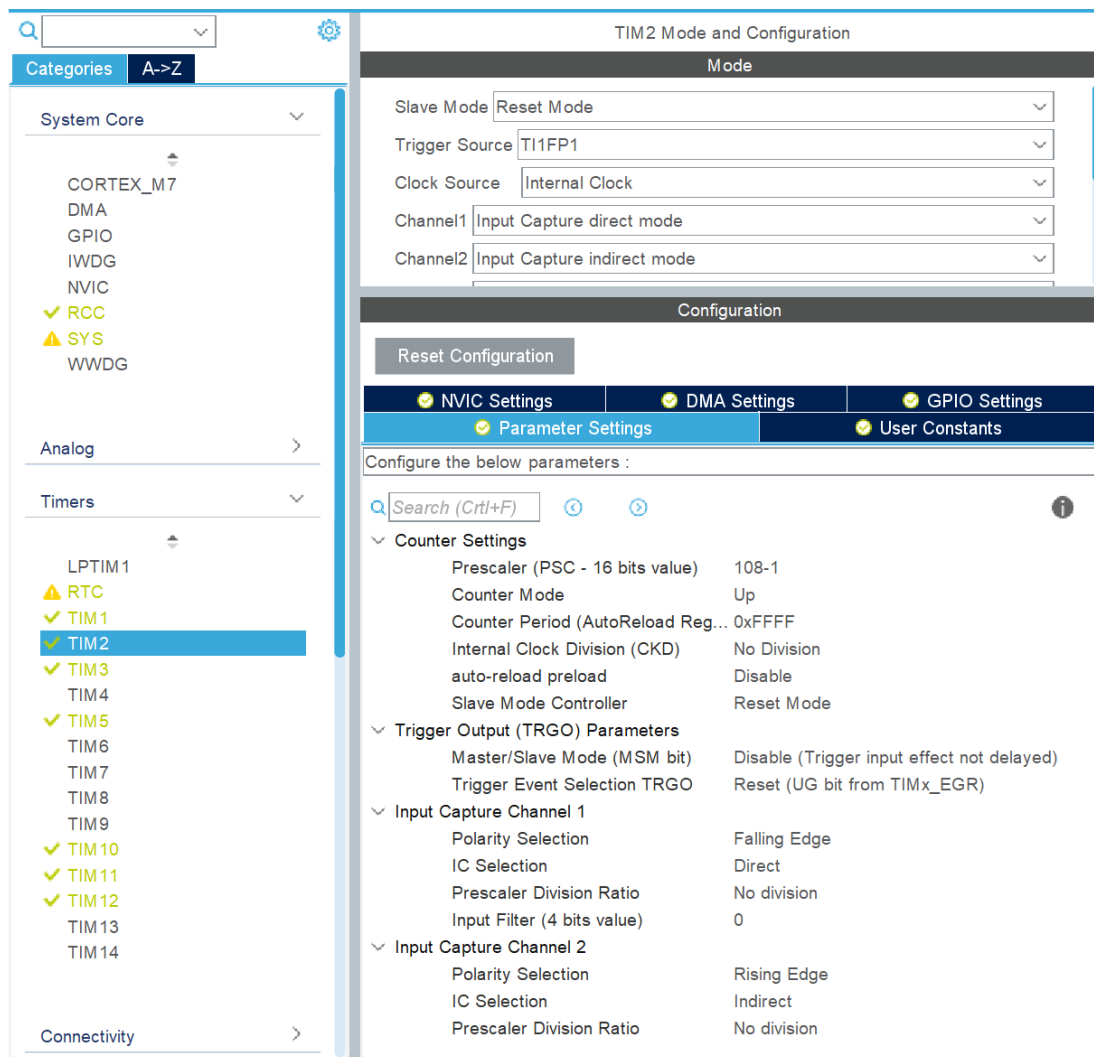 Categories
A->Z
System Core
CORTEX_M7
DMA
GPIO
IWDG
NVIC
RCC
SYS
WWDG
Analog
Timers
LPTIM1
RTC
TIM1
TIM2
TIM3
TIM4
TIM5
TIM6
TIM7
TIM8
TIM9
TIM10
TIM11
TIM12
TIM13
TIM14
Connectivity
TIM2 Mode and Configuration
Mode
Slave Mode Reset Mode
Trigger Source TI1FP1
Clock Source Internal Clock
Channel1 Input Capture direct mode
Channel2 Input Capture indirect mode
Configuration
Reset Configuration
NVIC Settings DMA Settings GPIO Settings
Parameter Settings User Constants
Configure the below parameters :
Search (Crtl+F)
Counter Settings
Prescaler (PSC - 16 bits value) 108-1
Counter Mode Up
Counter Period (AutoReload Reg... 0xFFFF
Internal Clock Division (CKD) No Division
auto-reload preload Disable
Slave Mode Controller Reset Mode
Trigger Output (TRGO) Parameters
Master/Slave Mode (MSM bit) Disable (Trigger input effect not delayed)
Trigger Event Selection TRGO Reset (UG bit from TIMx_EGR)
Input Capture Channel 1
Polarity Selection Falling Edge
IC Selection Direct
Prescaler Division Ratio No division
Input Filter (4 bits value) 0
Input Capture Channel 2
Polarity Selection Rising Edge
IC Selection Indirect
Prescaler Division Ratio No division